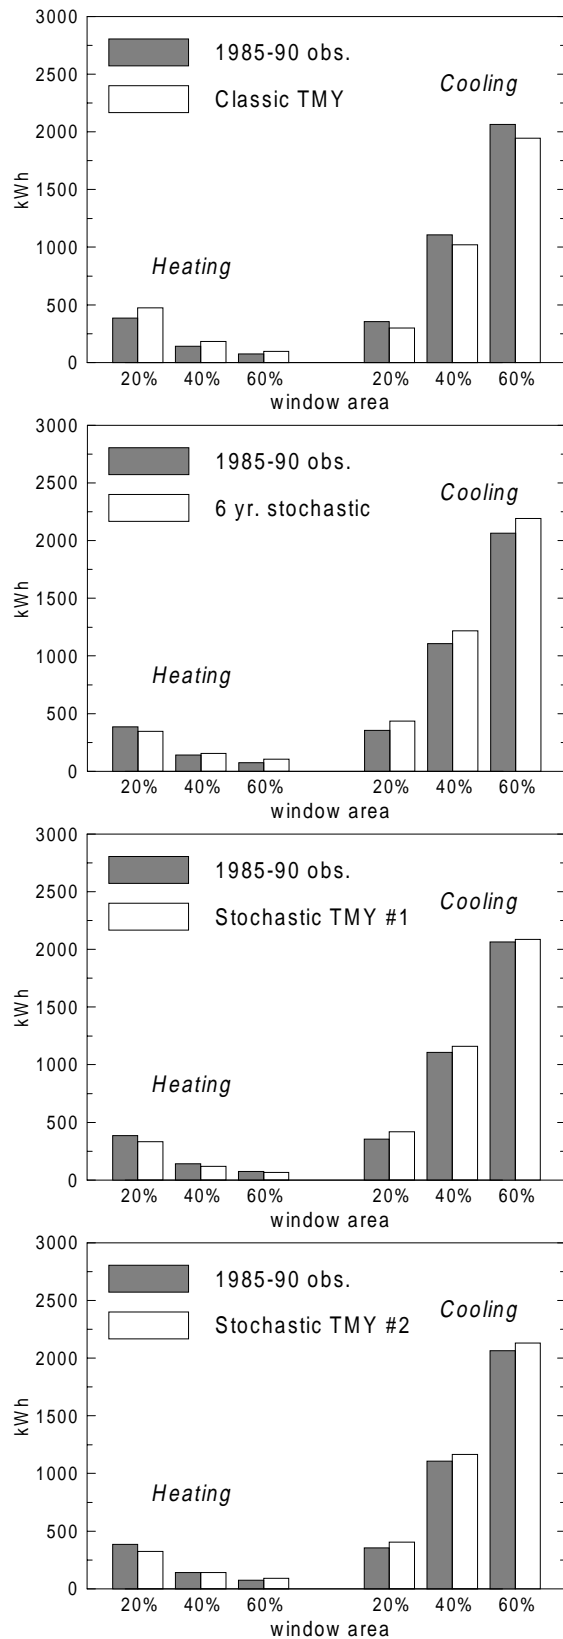 3000
1985-90 obs.
2500
Cooling
Classic TMY
2000
kWh
1500
1000
Heating
500
0
20% 40% 60% 20% 40% 60%
window area
3000
1985-90 obs.
2500
Cooling
6 yr. stochastic
2000
kWh
1500
1000
Heating
500
0
20% 40% 60% 20% 40% 60%
window area
3000
1985-90 obs.
2500
Cooling
Stochastic TMY #1
2000
kWh
1500
1000
Heating
500
0
20% 40% 60% 20% 40% 60%
window area
3000
1985-90 obs.
2500
Cooling
Stochastic TMY #2
2000
kWh
1500
1000
Heating
500
0
20% 40% 60% 20% 40% 60%
window area